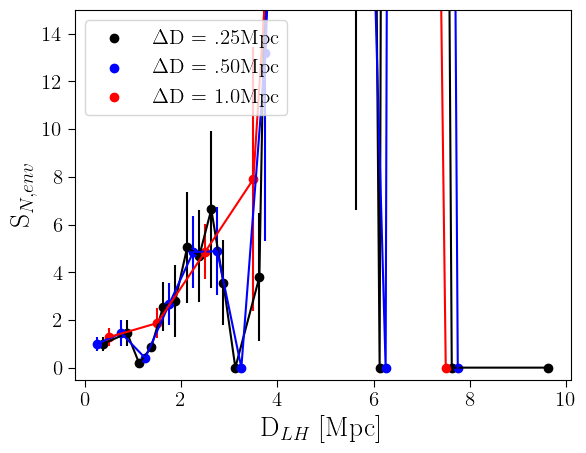 ΔD = .25Mpc
ΔD = .50Mpc
ΔD = 1.0Mpc
14
12
10
8
6
4
2
0
S_{N,env}
0 2 4 6 8 10
D_{LH} [Mpc]